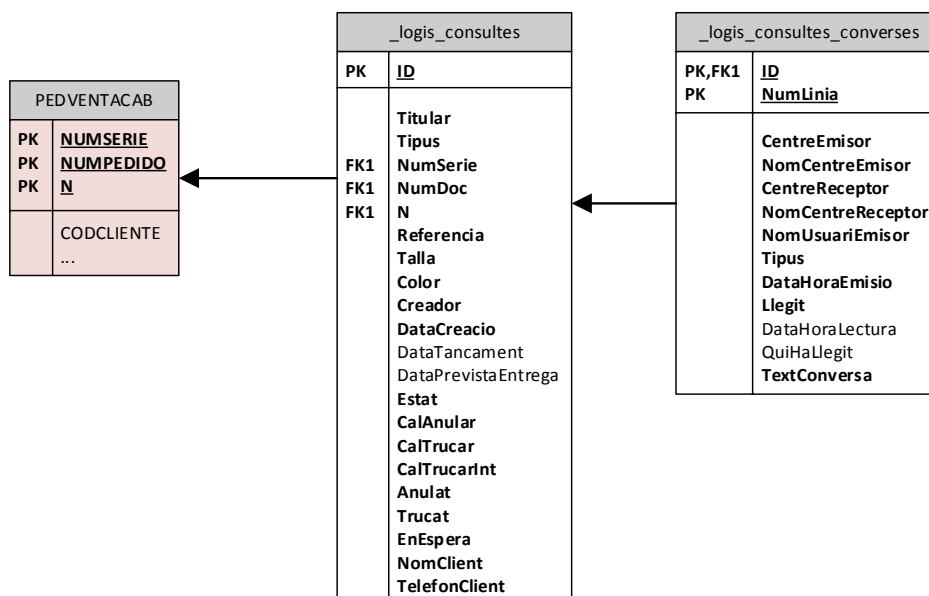 PEDVENTACAB
PK NUMSERIE
PK NUMPEDIDO
PK N
CODCLIENTE
...
_logis_consultes
PK ID
Titular
Tipus
FK1 NumSerie
FK1 NumDoc
FK1 N
Referencia
Talla
Color
Creador
DataCreacio
DataTancament
DataPrevistaEntrega
Estat
CalAnular
CalTrucar
CalTrucarInt
Anulat
Trucat
EnEspera
NomClient
TelefonClient
_logis_consultes_converses
PK,FK1 ID
PK NumLinia
CentreEmisor
NomCentreEmisor
CentreReceptor
NomCentreReceptor
NomUsuariEmisor
Tipus
DataHoraEmisio
Llegit
DataHoraLectura
QuiHaLlegit
TextConversa